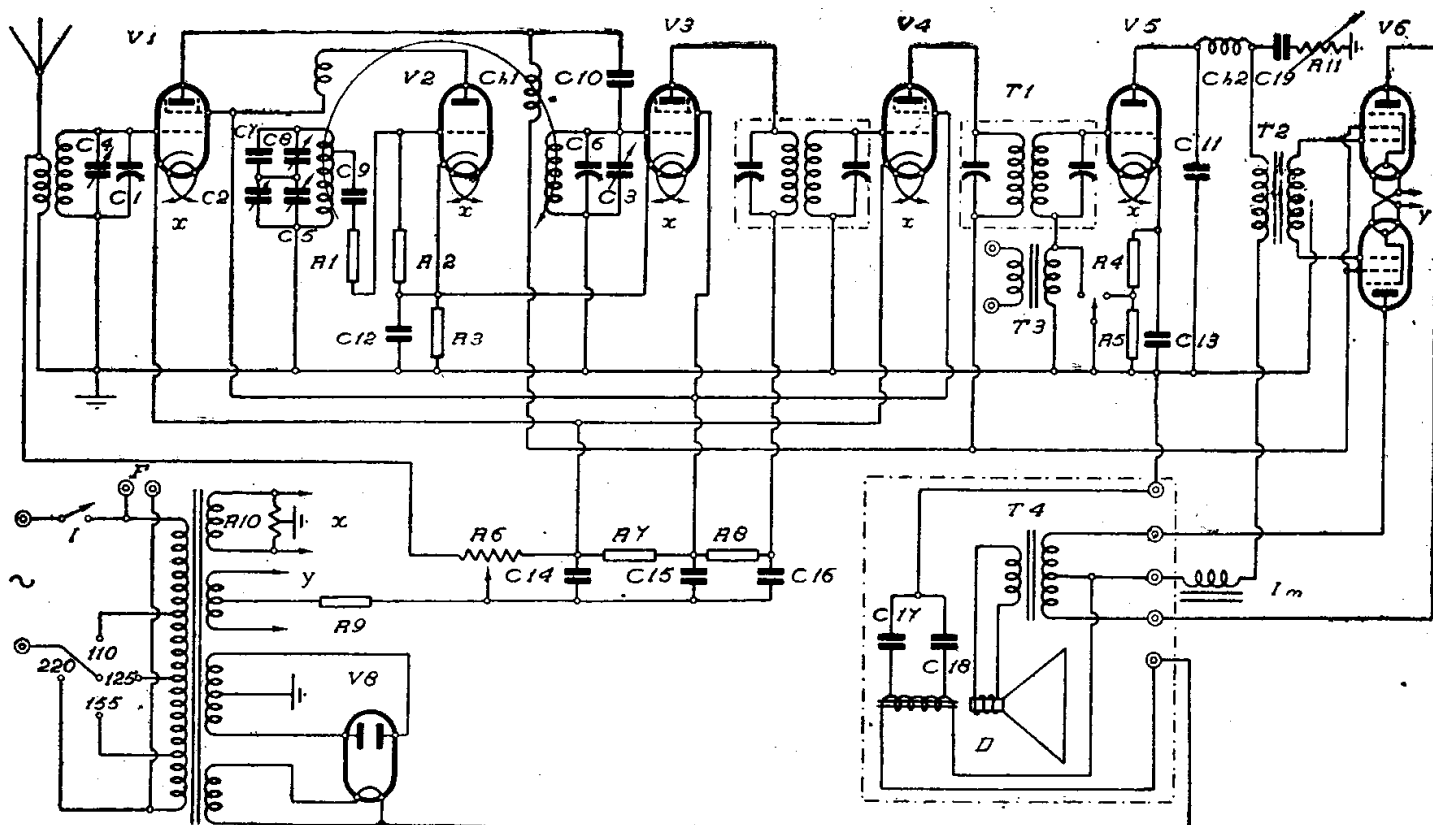 V1
V2
Ch1
C10
V3
V4
V5
Ch2
C19
R11
V6
T1
T2
C4
C1
C2
x
C7
C8
C9
C5
R1
R2
x
C6
C3
x
x
x
C11
y
R3
C12
T3
R4
R5
C13
F
I
R10
x
y
R6
R7
R8
C14
C15
C16
R9
T4
Im
C17
C18
D
~
110
220
125
155
V8